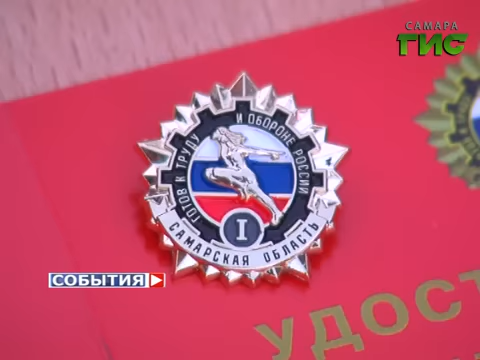 САМАРА
ГИС
ГОТОВ К ТРУДУ И ОБОРОНЕ РОССИИ
I
САМАРСКАЯ ОБЛАСТЬ
СОБЫТИЯ
УДОСТ